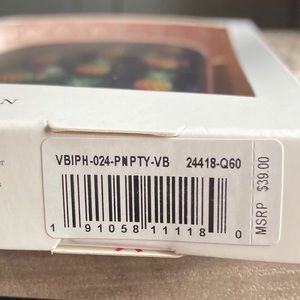 N
VBIPH-024-PNPTY-VB 24418-Q60
1 91058 11118 0
MSRP $39.00